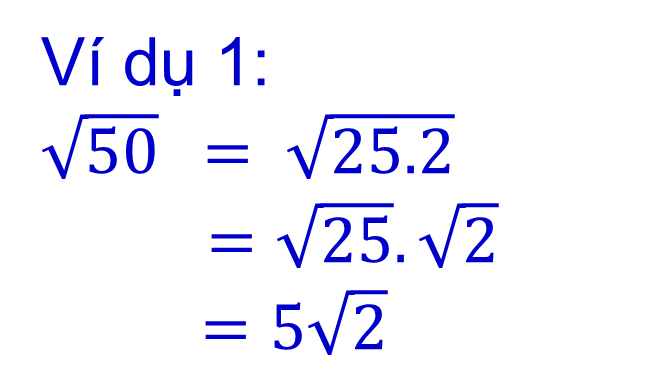 Ví dụ 1:
√50 = √25.2
= √25.√2
= 5√2